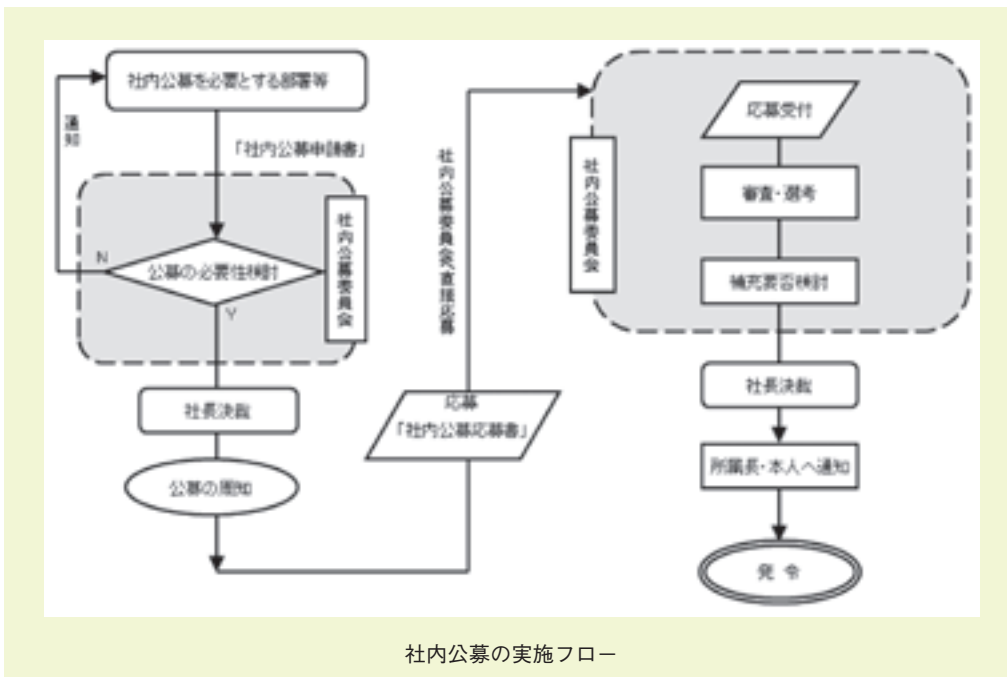 社内公募を必要とする部署等
通知
「社内公募申請書」
社内公募委員会
N
公募の必要性検討
Y
社長決裁
公募の周知
応募
「社内公募応募書」
社内公募委員会へ直接応募
社内公募委員会
応募受付
審査・選考
補充要否検討
社長決裁
所属長・本人へ通知
発令
社内公募の実施フロー